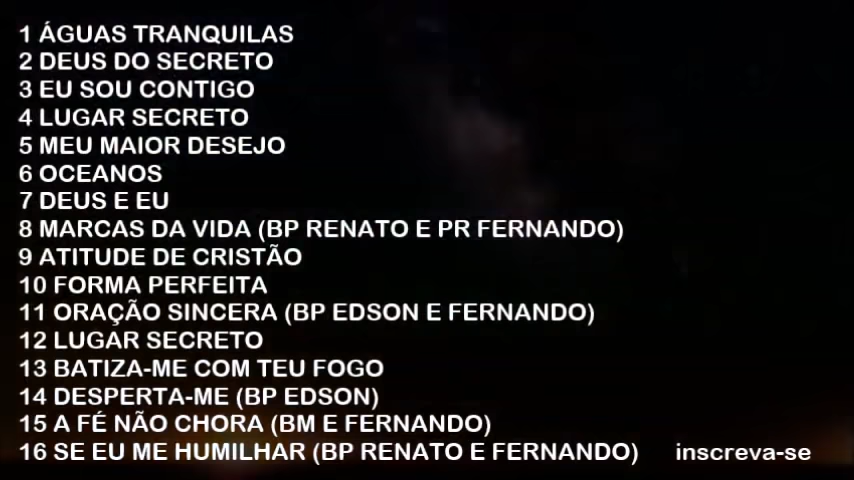 1 ÁGUAS TRANQUILAS
2 DEUS DO SECRETO
3 EU SOU CONTIGO
4 LUGAR SECRETO
5 MEU MAIOR DESEJO
6 OCEANOS
7 DEUS E EU
8 MARCAS DA VIDA (BP RENATO E PR FERNANDO)
9 ATITUDE DE CRISTÃO
10 FORMA PERFEITA
11 ORAÇÃO SINCERA (BP EDSON E FERNANDO)
12 LUGAR SECRETO
13 BATIZA-ME COM TEU FOGO
14 DESPERTA-ME (BP EDSON)
15 A FÉ NÃO CHORA (BM E FERNANDO)
16 SE EU ME HUMILHAR (BP RENATO E FERNANDO) inscreva-se